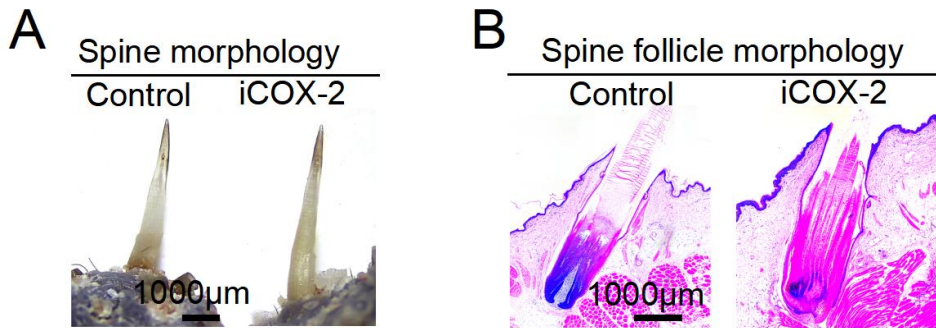 A
Spine morphology
Control iCOX-2
1000μm
B
Spine follicle morphology
Control iCOX-2
1000μm